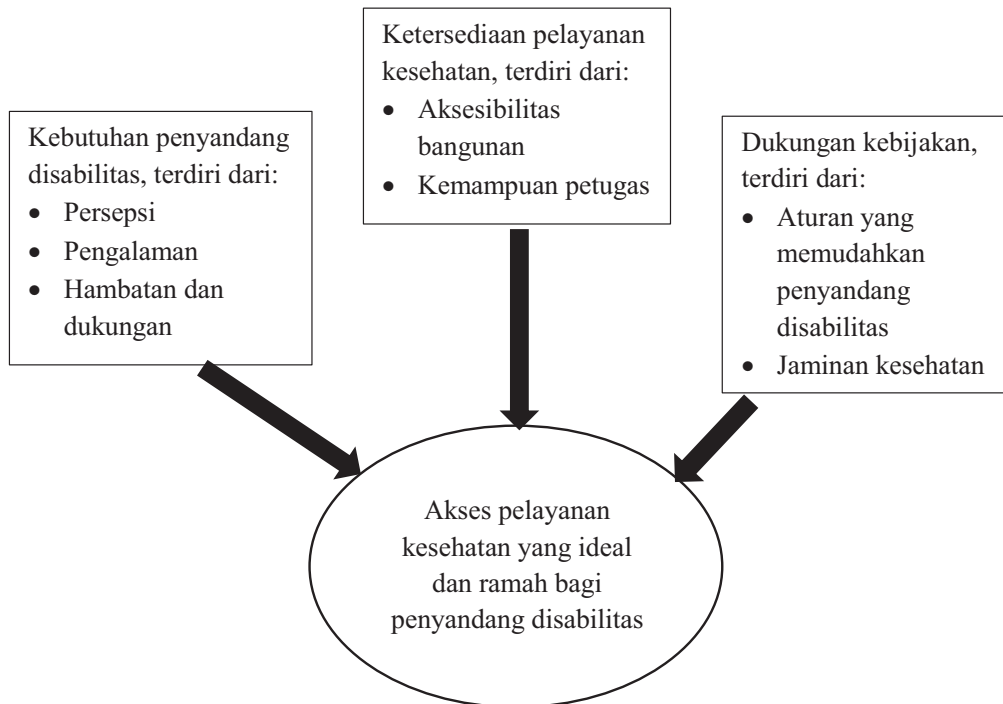 Kebutuhan penyandang
disabilitas, terdiri dari:
• Persepsi
• Pengalaman
• Hambatan dan
dukungan
Ketersediaan pelayanan
kesehatan, terdiri dari:
• Aksesibilitas
bangunan
• Kemampuan petugas
Dukungan kebijakan,
terdiri dari:
• Aturan yang
memudahkan
penyandang
disabilitas
• Jaminan kesehatan
Akses pelayanan
kesehatan yang ideal
dan ramah bagi
penyandang disabilitas